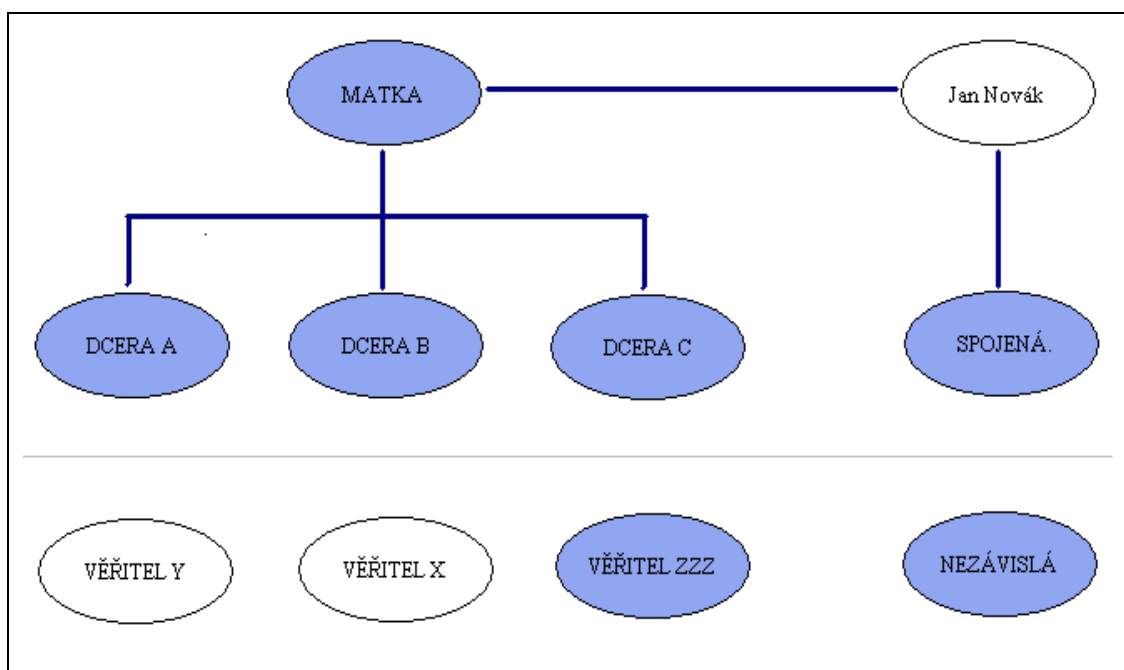 MATKA
Jan Novák
DCERA A
DCERA B
DCERA C
SPOJENÁ.
VĚŘITEL Y
VĚŘITEL X
VĚŘITEL ZZZ
NEZÁVISLÁ